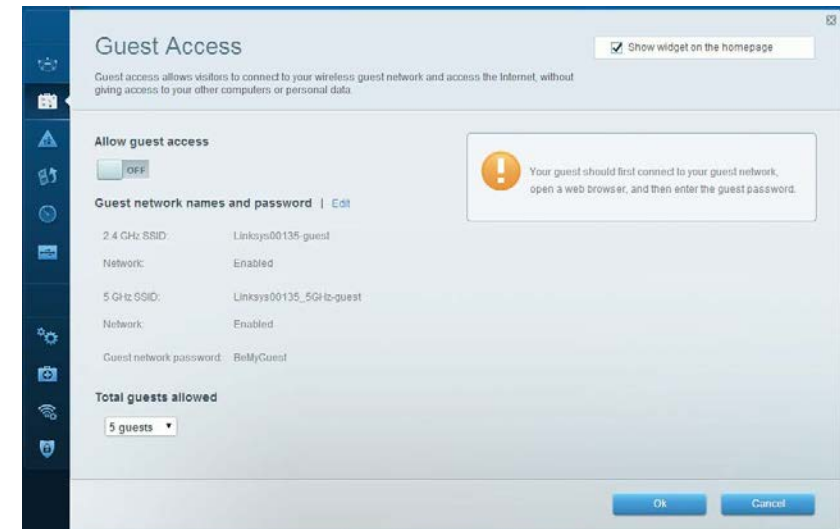 Guest Access
Show widget on the homepage
Guest access allows visitors to connect to your wireless guest network and access the Internet, without
giving access to your other computers or personal data.
Allow guest access
OFF
Your guest should first connect to your guest network,
open a web browser, and then enter the guest password.
Guest network names and password | Edit
2.4 GHz SSID: Linksys00135-guest
Network: Enabled
5 GHz SSID: Linksys00135_5GHz-guest
Network: Enabled
Guest network password: BeMyGuest
Total guests allowed
5 guests
Ok Cancel